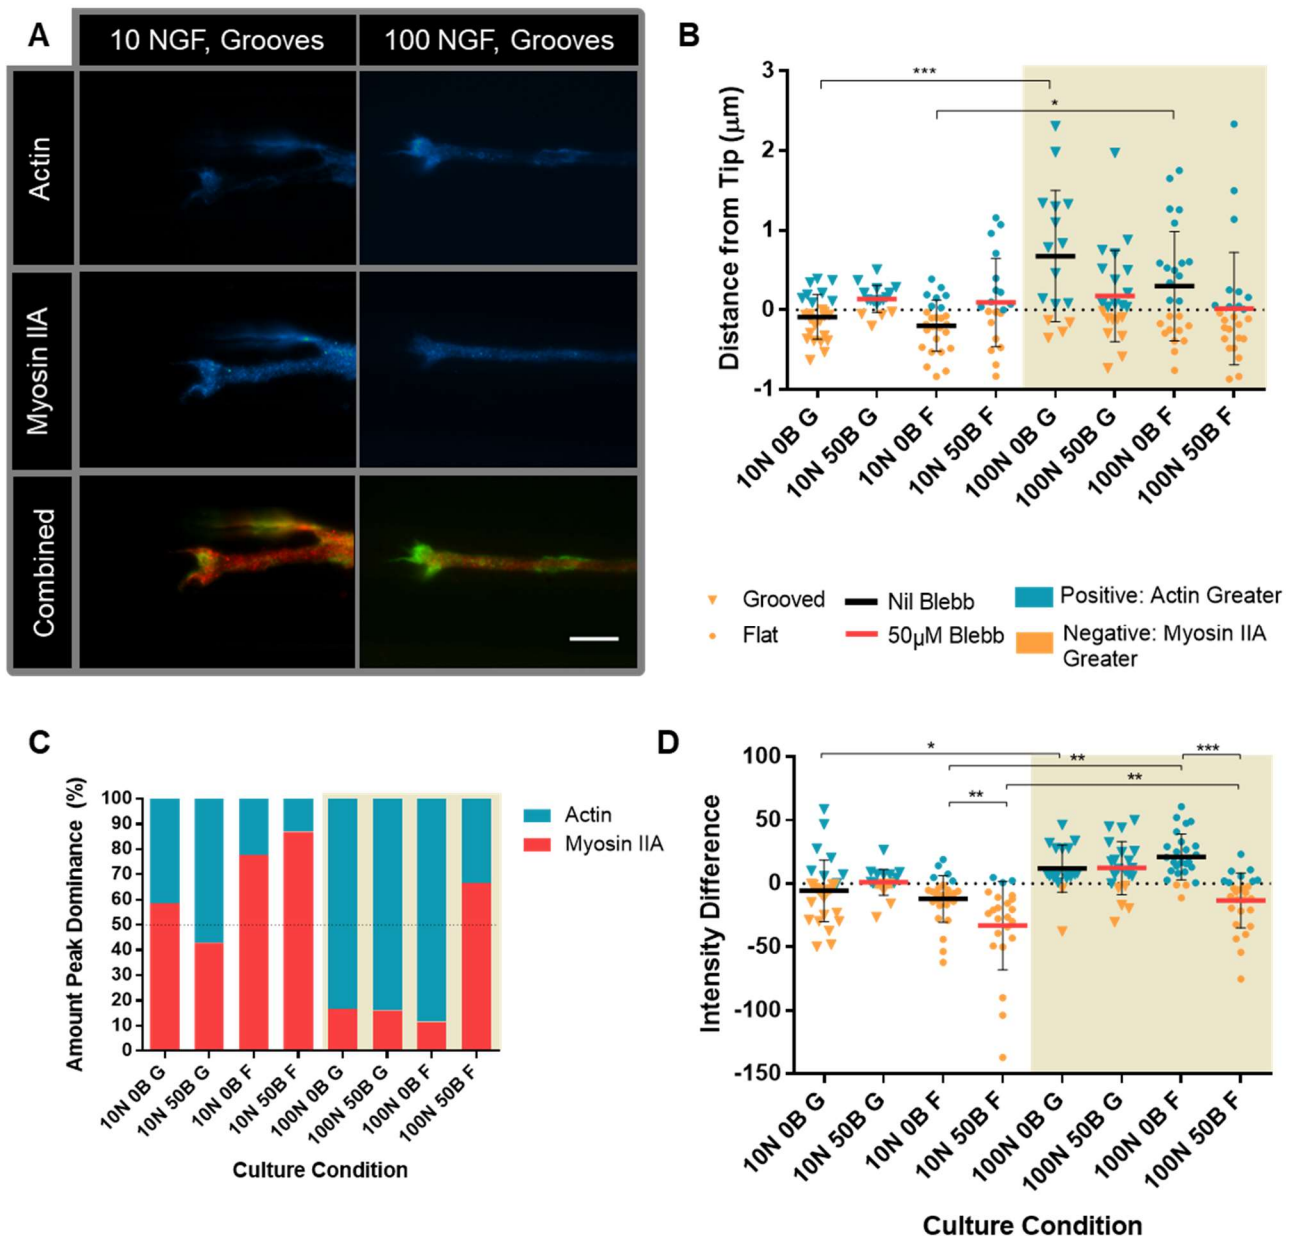 A
10 NGF, Grooves
100 NGF, Grooves
Actin
Myosin IIA
Combined
B
Distance from Tip (µm)
3
2
1
0
-1
***
*
10N 0B G
10N 50B G
10N 0B F
10N 50B F
100N 0B G
100N 50B G
100N 0B F
100N 50B F
Grooved
Flat
Nil Blebb
50µM Blebb
Positive: Actin Greater
Negative: Myosin IIA
Greater
C
Amount Peak Dominance (%)
100
90
80
70
60
50
40
30
20
10
0
Actin
Myosin IIA
10N 0B G
10N 50B G
10N 0B F
10N 50B F
100N 0B G
100N 50B G
100N 0B F
100N 50B F
Culture Condition
D
Intensity Difference
100
50
0
-50
-100
-150
*
**
***
**
**
10N 0B G
10N 50B G
10N 0B F
10N 50B F
100N 0B G
100N 50B G
100N 0B F
100N 50B F
Culture Condition